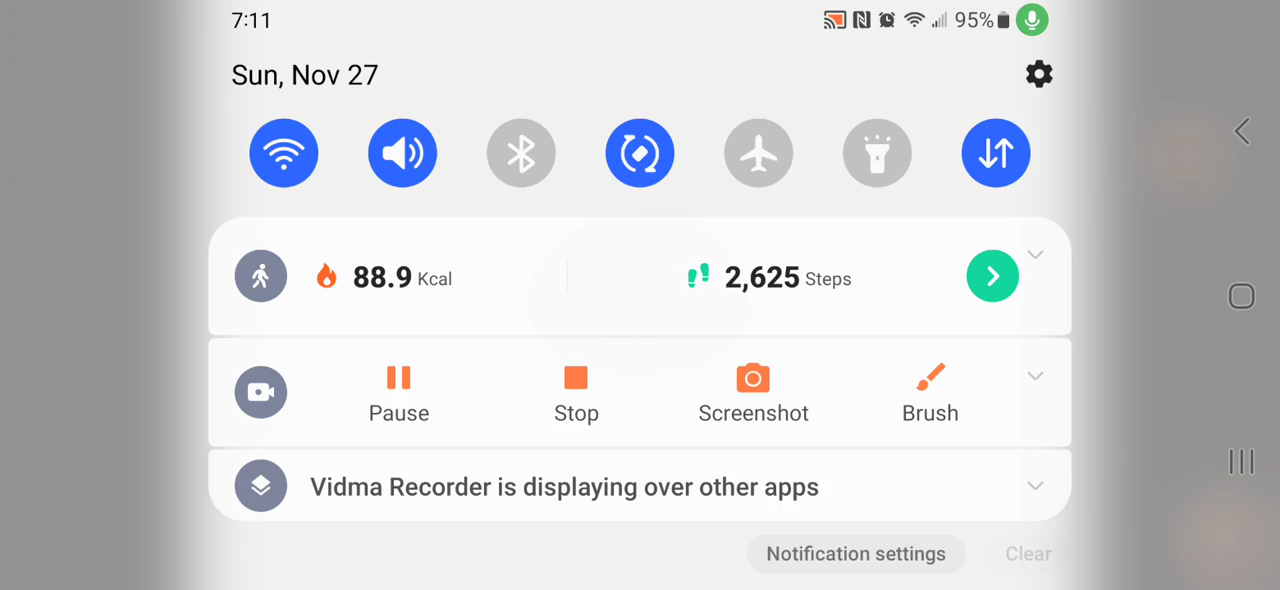 7:11 95%
Sun, Nov 27
88.9 Kcal 2,625 Steps
Pause Stop Screenshot Brush
Vidma Recorder is displaying over other apps
Notification settings Clear